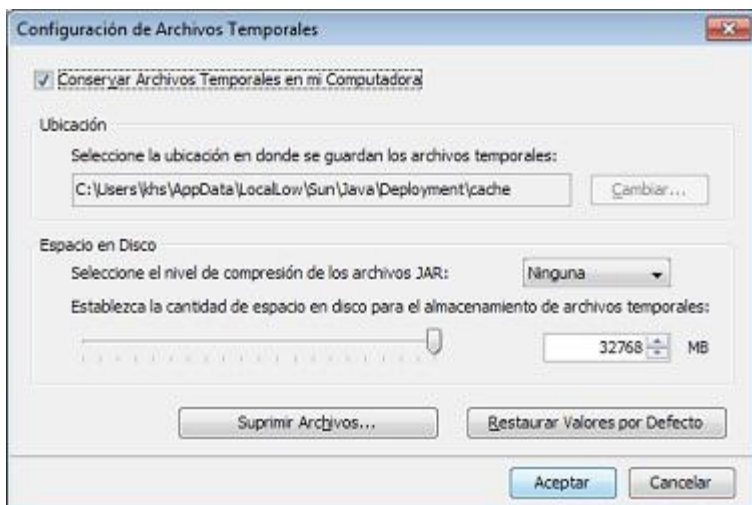 Configuración de Archivos Temporales
Conservar Archivos Temporales en mi Computadora
Ubicación
Seleccione la ubicación en donde se guardan los archivos temporales:
C:\Users\khs\AppData\LocalLow\Sun\Java\Deployment\cache Cambiar...
Espacio en Disco
Seleccione el nivel de compresión de los archivos JAR: Ninguna
Establezca la cantidad de espacio en disco para el almacenamiento de archivos temporales:
32768 MB
Suprimir Archivos... Restaurar Valores por Defecto
Aceptar Cancelar